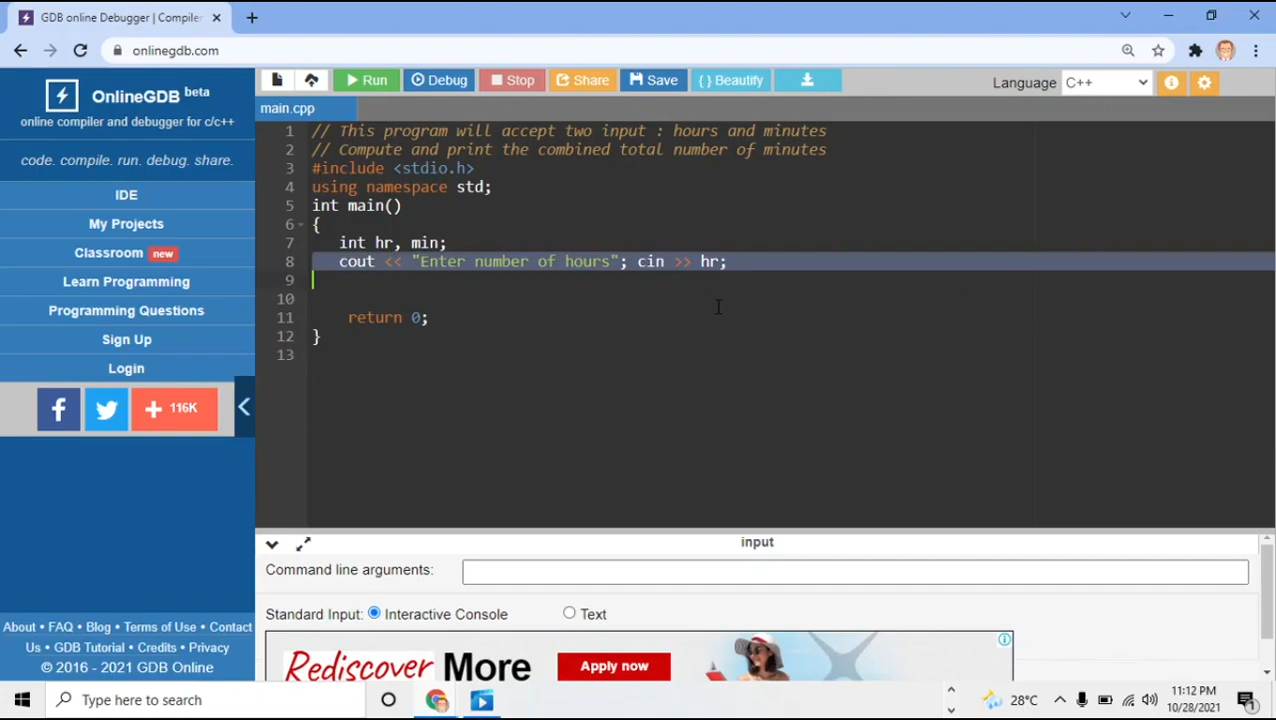 GDB online Debugger | Compiler
onlinegdb.com
OnlineGDB beta
online compiler and debugger for c/c++
code. compile. run. debug. share.
IDE
My Projects
Classroom new
Learn Programming
Programming Questions
Sign Up
Login
116K
About • FAQ • Blog • Terms of Use • Contact
Us • GDB Tutorial • Credits • Privacy
© 2016 - 2021 GDB Online
Run Debug Stop Share Save { } Beautify
Language C++
main.cpp
1 // This program will accept two input : hours and minutes
2 // Compute and print the combined total number of minutes
3 #include <stdio.h>
4 using namespace std;
5 int main()
6 {
7 int hr, min;
8 cout << "Enter number of hours"; cin >> hr;
9
10
11 return 0;
12 }
13
input
Command line arguments:
Standard Input: Interactive Console Text
Rediscover More Apply now
Type here to search
28°C
11:12 PM
10/28/2021
1